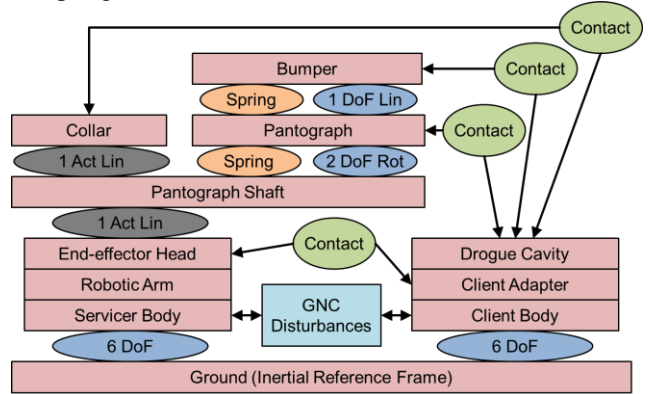 Contact
Bumper
Contact
Spring
1 DoF Lin
Collar
Pantograph
Contact
1 Act Lin
Spring
2 DoF Rot
Pantograph Shaft
1 Act Lin
End-effector Head
Contact
Drogue Cavity
Robotic Arm
Client Adapter
GNC
Disturbances
Servicer Body
Client Body
6 DoF
6 DoF
Ground (Inertial Reference Frame)